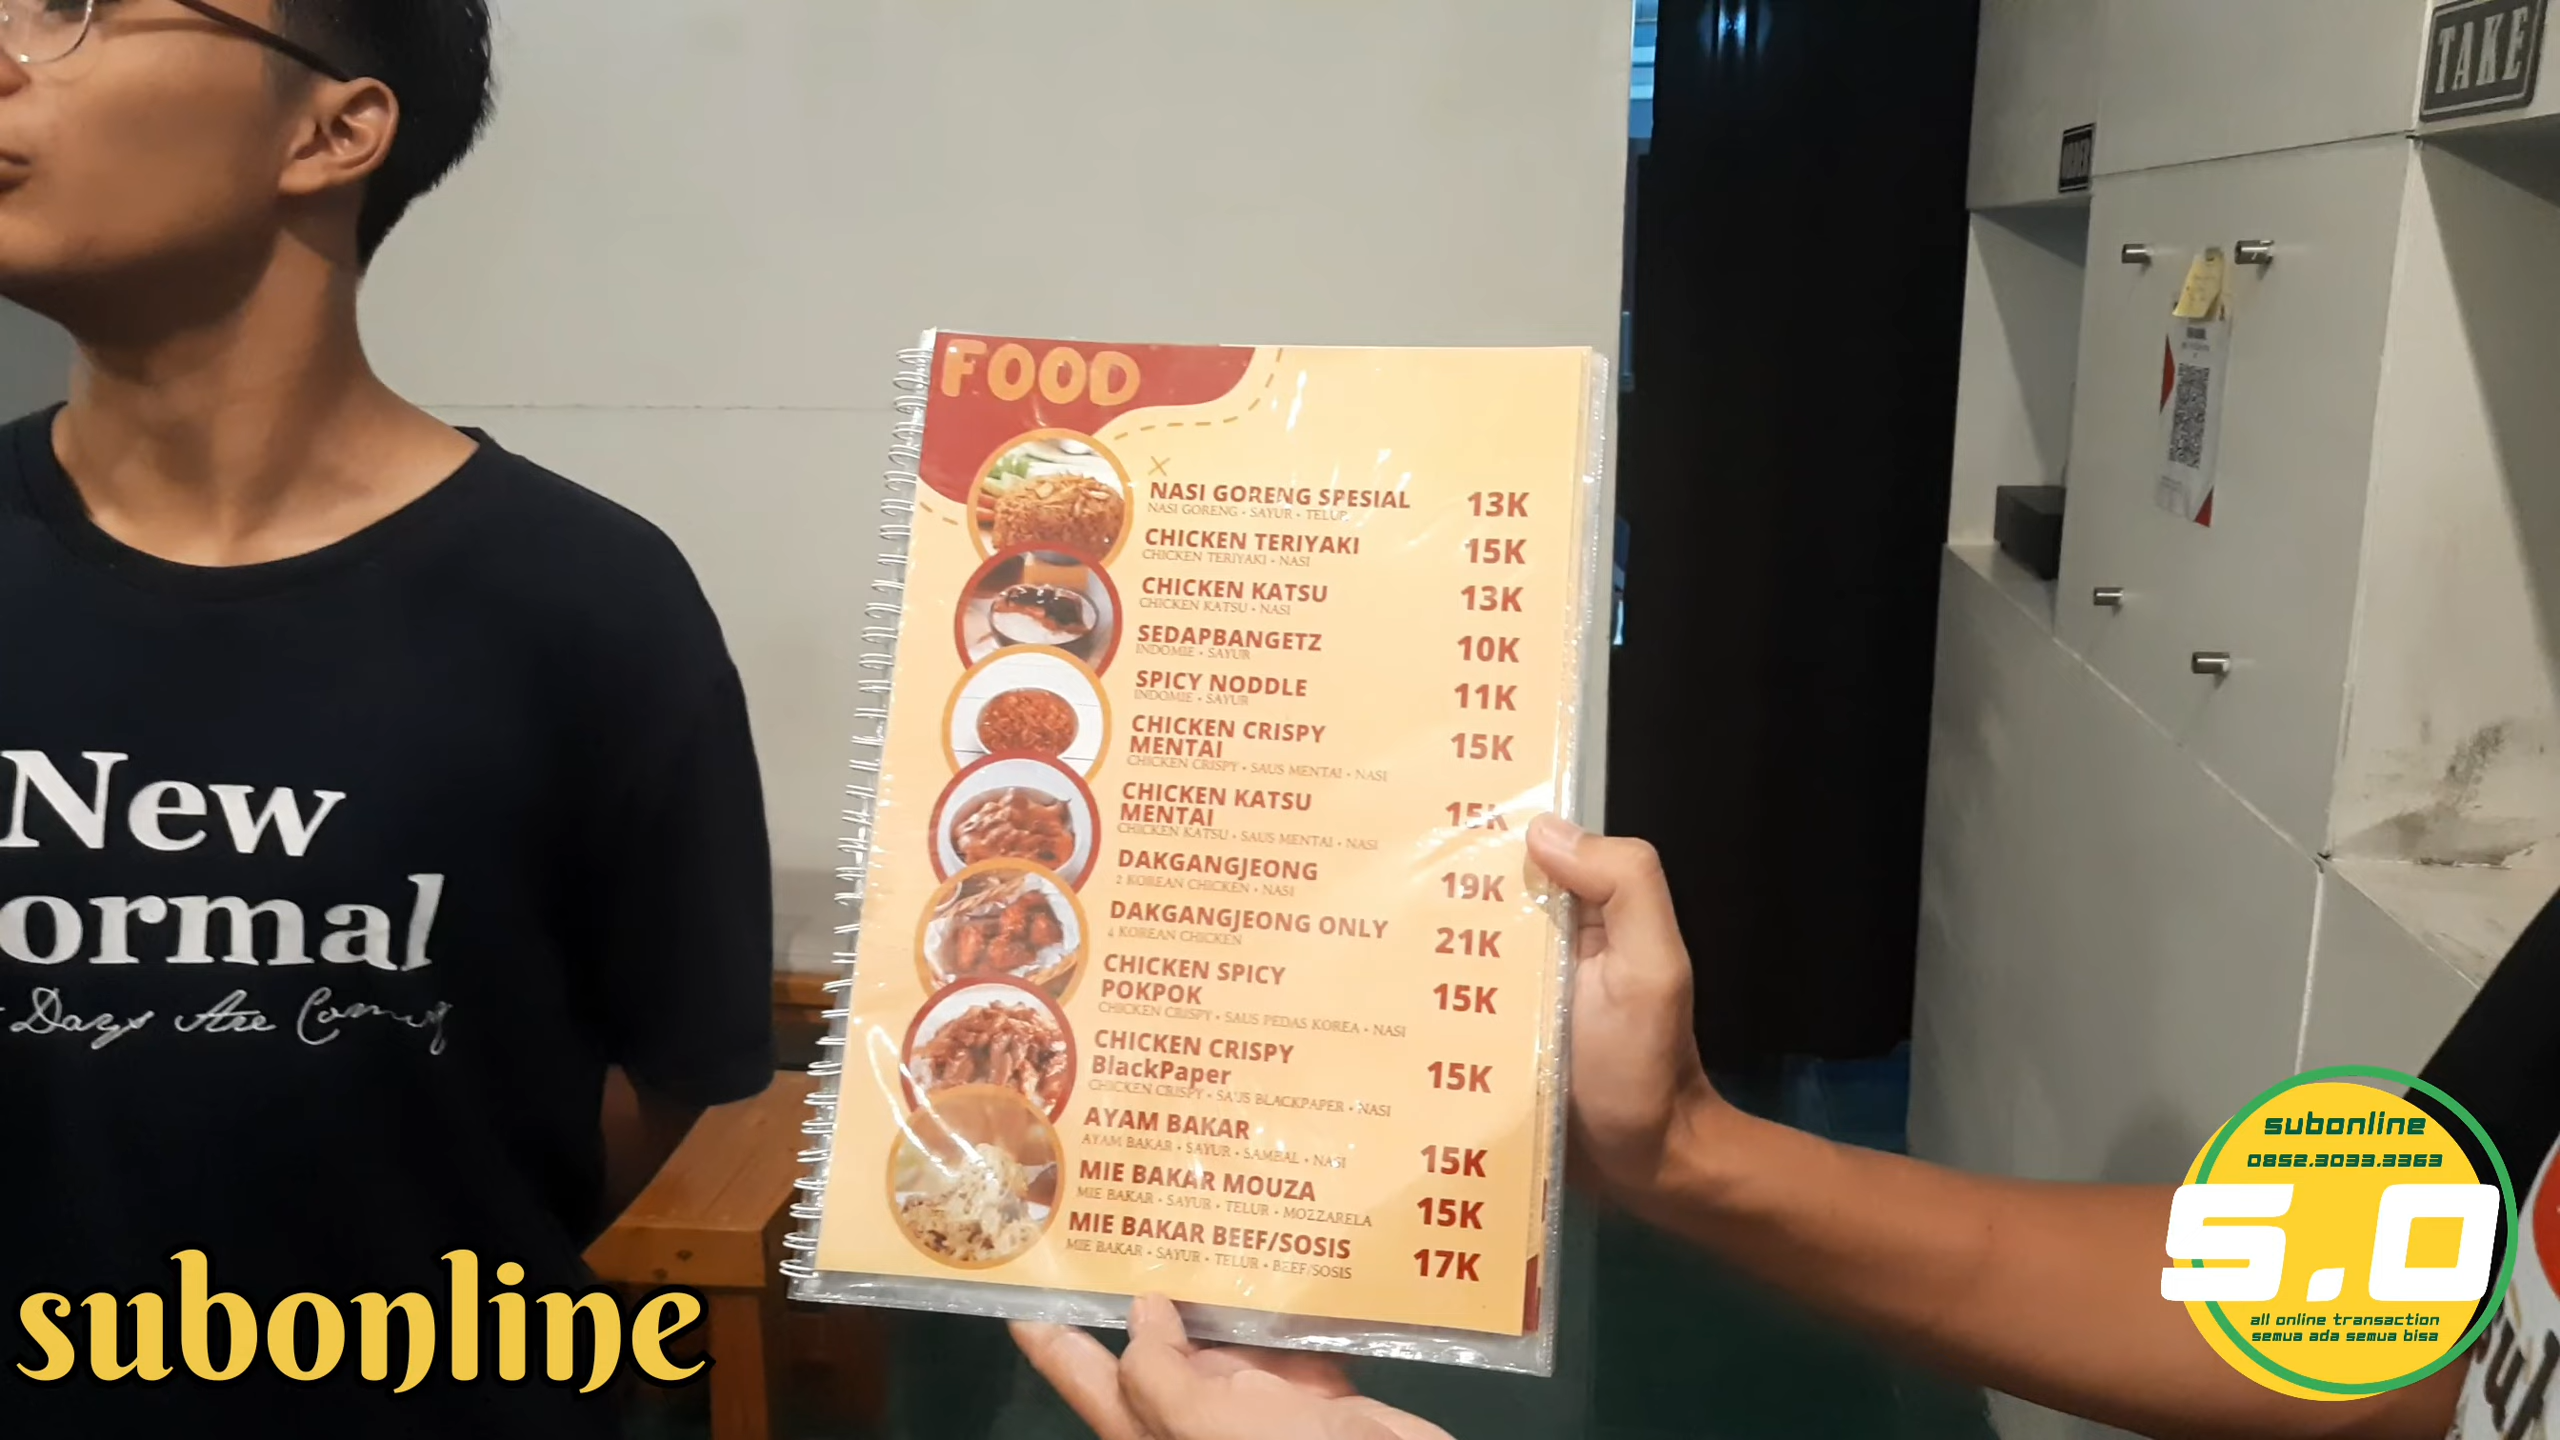 New
ormal
Days Are Coming
TAKE
ORDER
FOOD
NASI GORENG SPESIAL 13K
NASI GORENG • SAYUR • TELUR
CHICKEN TERIYAKI 15K
CHICKEN TERIYAKI • NASI
CHICKEN KATSU 13K
CHICKEN KATSU • NASI
SEDAPBANGETZ 10K
INDOMIE • SAYUR
SPICY NODDLE 11K
INDOMIE • SAYUR
CHICKEN CRISPY
MENTAI 15K
CHICKEN CRISPY • SAUS MENTAI • NASI
CHICKEN KATSU
MENTAI 15K
CHICKEN KATSU • SAUS MENTAI • NASI
DAKGANGJEONG 19K
2 KOREAN CHICKEN • NASI
DAKGANGJEONG ONLY 21K
4 KOREAN CHICKEN
CHICKEN SPICY
POKPOK 15K
CHICKEN CRISPY • SAUS PEDAS KOREA • NASI
CHICKEN CRISPY
BlackPaper 15K
CHICKEN CRISPY • SAUS BLACKPAPER • NASI
AYAM BAKAR 15K
AYAM BAKAR • SAYUR • SAMBAL • NASI
MIE BAKAR MOUZA 15K
MIE BAKAR • SAYUR • TELUR • MOZZARELA
MIE BAKAR BEEF/SOSIS 17K
MIE BAKAR • SAYUR • TELUR • BEEF/SOSIS
subonline
subonline
0852.3033.3363
S.O
all online transaction
semua ada semua bisa